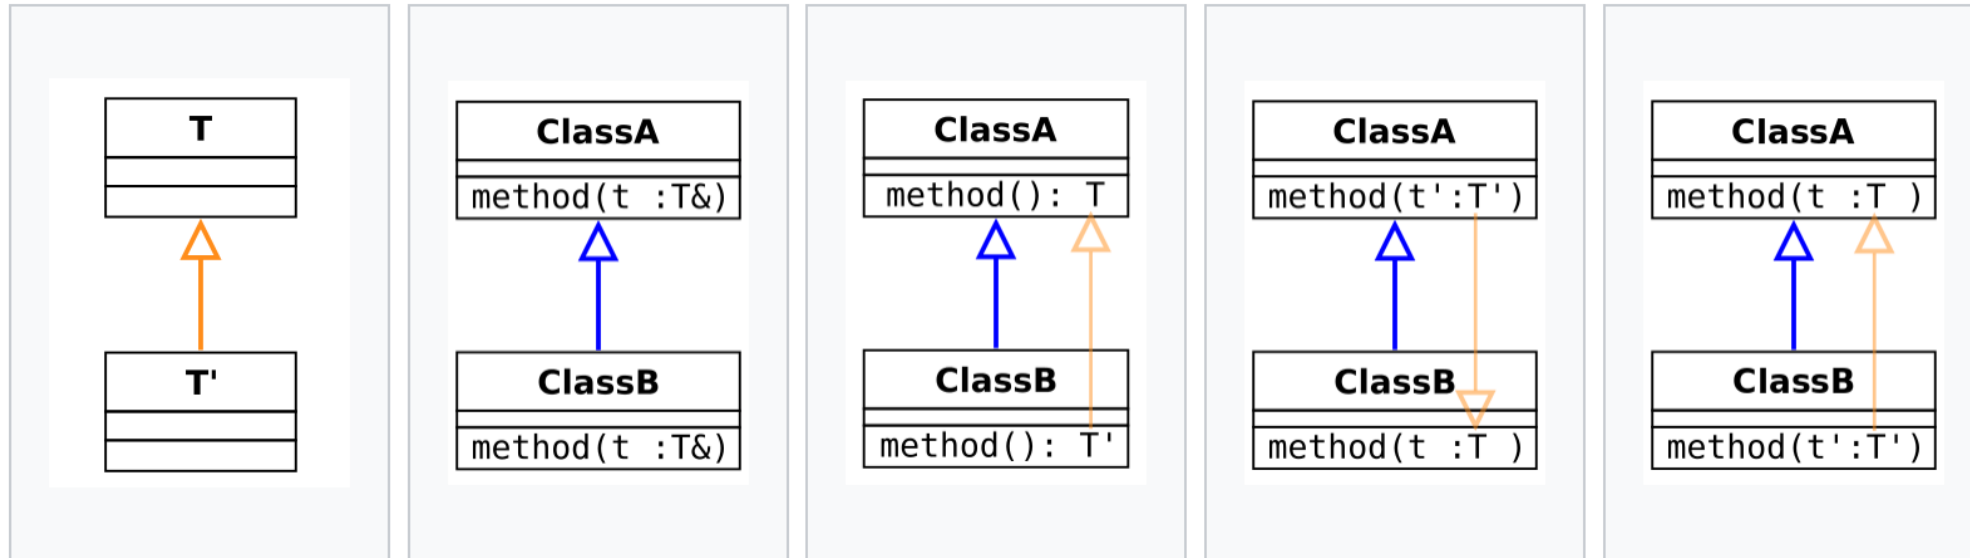 T
T'
ClassA
method(t :T&)
ClassB
method(t :T&)
ClassA
method(): T
ClassB
method(): T'
ClassA
method(t':T')
ClassB
method(t :T )
ClassA
method(t :T )
ClassB
method(t':T')